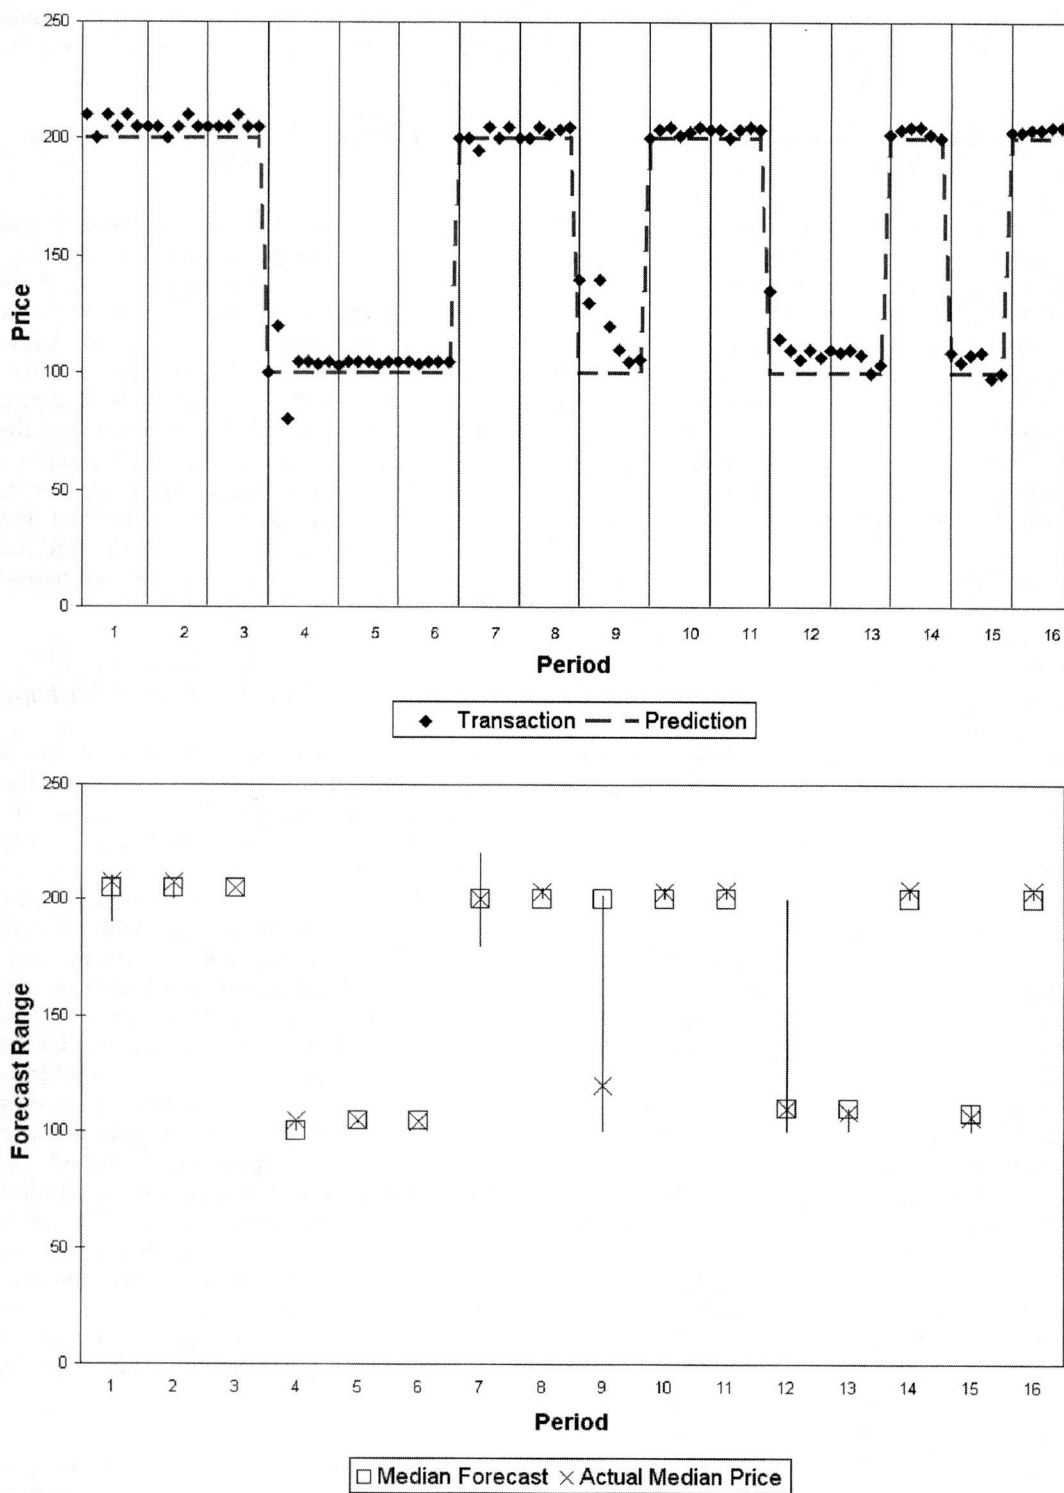 250
200
150
100
50
0
Price
1 2 3 4 5 6 7 8 9 10 11 12 13 14 15 16
Period
Transaction Prediction
250
200
150
100
50
0
Forecast Range
1 2 3 4 5 6 7 8 9 10 11 12 13 14 15 16
Period
Median Forecast Actual Median Price